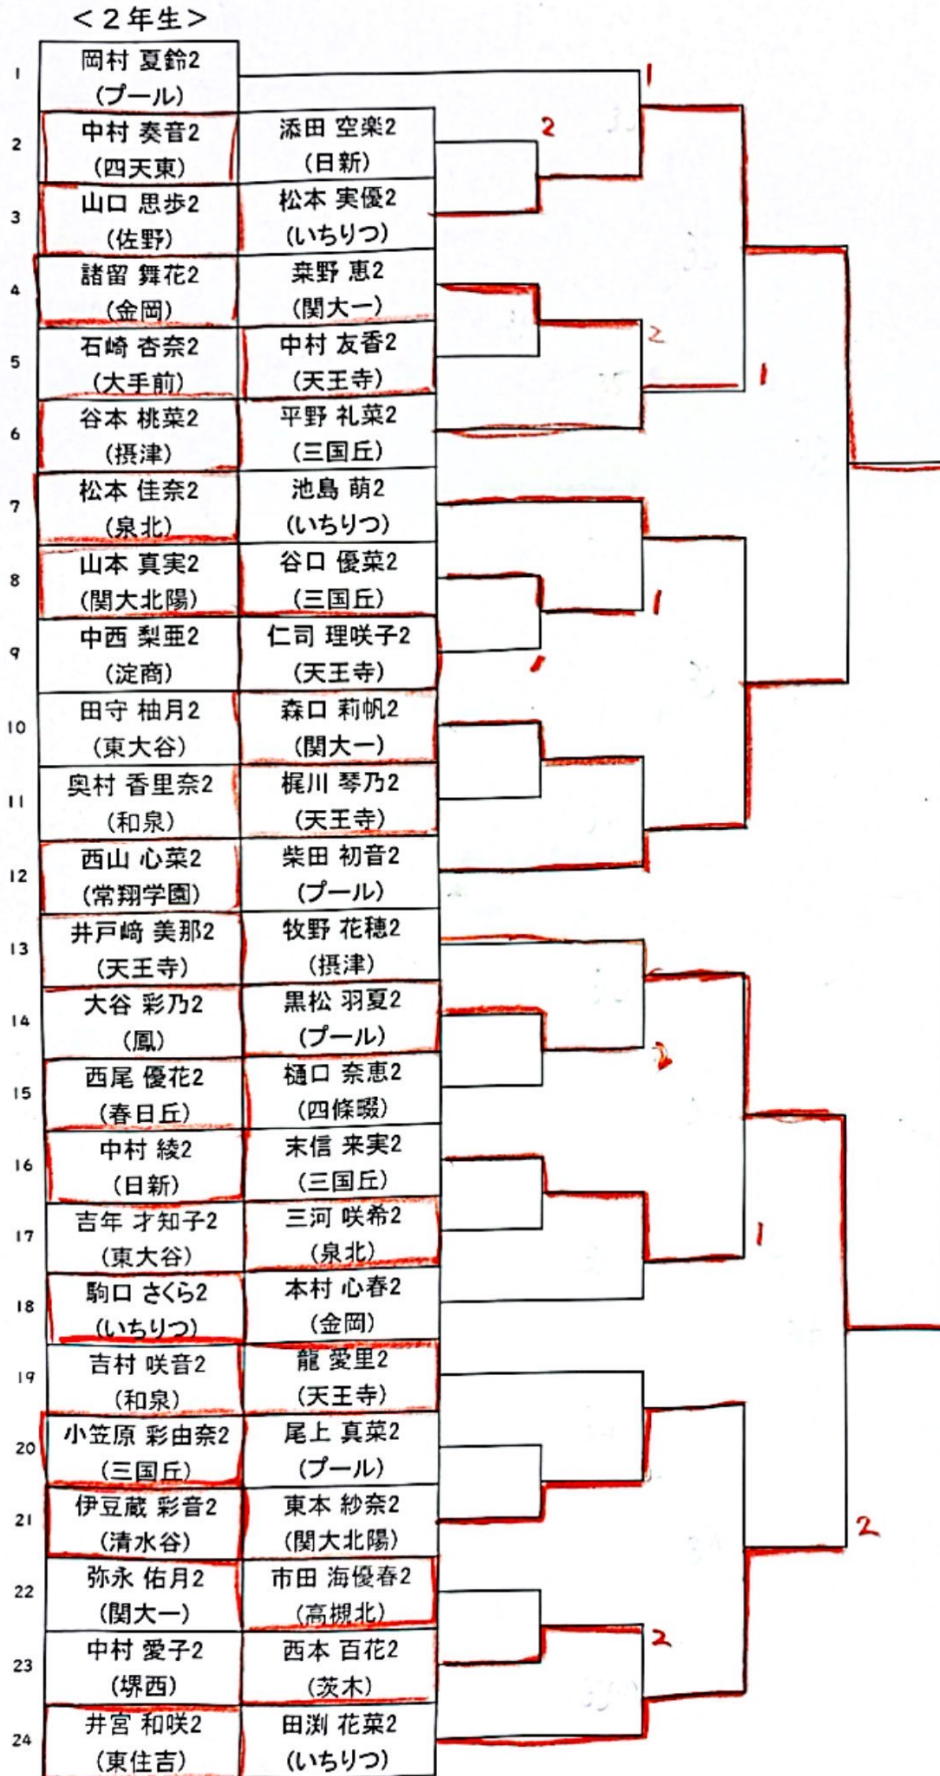 ＜2年生＞
1 岡村 夏鈴2
(プール)
2 中村 奏音2 添田 空楽2
(四天東) (日新)
2
1
3 山口 思歩2 松本 実優2
(佐野) (いちりつ)
4 諸留 舞花2 桒野 恵2
(金岡) (関大一)
2
5 石崎 杏奈2 中村 友香2
(大手前) (天王寺)
1
6 谷本 桃菜2 平野 礼菜2
(摂津) (三国丘)
7 松本 佳奈2 池島 萌2
(泉北) (いちりつ)
8 山本 真実2 谷口 優菜2
(関大北陽) (三国丘)
1
9 中西 梨亜2 仁司 理咲子2
(淀商) (天王寺)
1
10 田守 柚月2 森口 莉帆2
(東大谷) (関大一)
11 奥村 香里奈2 梶川 琴乃2
(和泉) (天王寺)
12 西山 心菜2 柴田 初音2
(常翔学園) (プール)
13 井戸﨑 美那2 牧野 花穂2
(天王寺) (摂津)
14 大谷 彩乃2 黒松 羽夏2
(鳳) (プール)
15 西尾 優花2 樋口 奈恵2
(春日丘) (四條畷)
16 中村 綾2 末信 来実2
(日新) (三国丘)
17 吉年 才知子2 三河 咲希2
(東大谷) (泉北)
1
18 駒口 さくら2 本村 心春2
(いちりつ) (金岡)
19 吉村 咲音2 龍 愛里2
(和泉) (天王寺)
20 小笠原 彩由奈2 尾上 真菜2
(三国丘) (プール)
21 伊豆蔵 彩音2 東本 紗奈2
(清水谷) (関大北陽)
2
22 弥永 佑月2 市田 海優春2
(関大一) (高槻北)
23 中村 愛子2 西本 百花2
(堺西) (茨木)
2
24 井宮 和咲2 田渕 花菜2
(東住吉) (いちりつ)